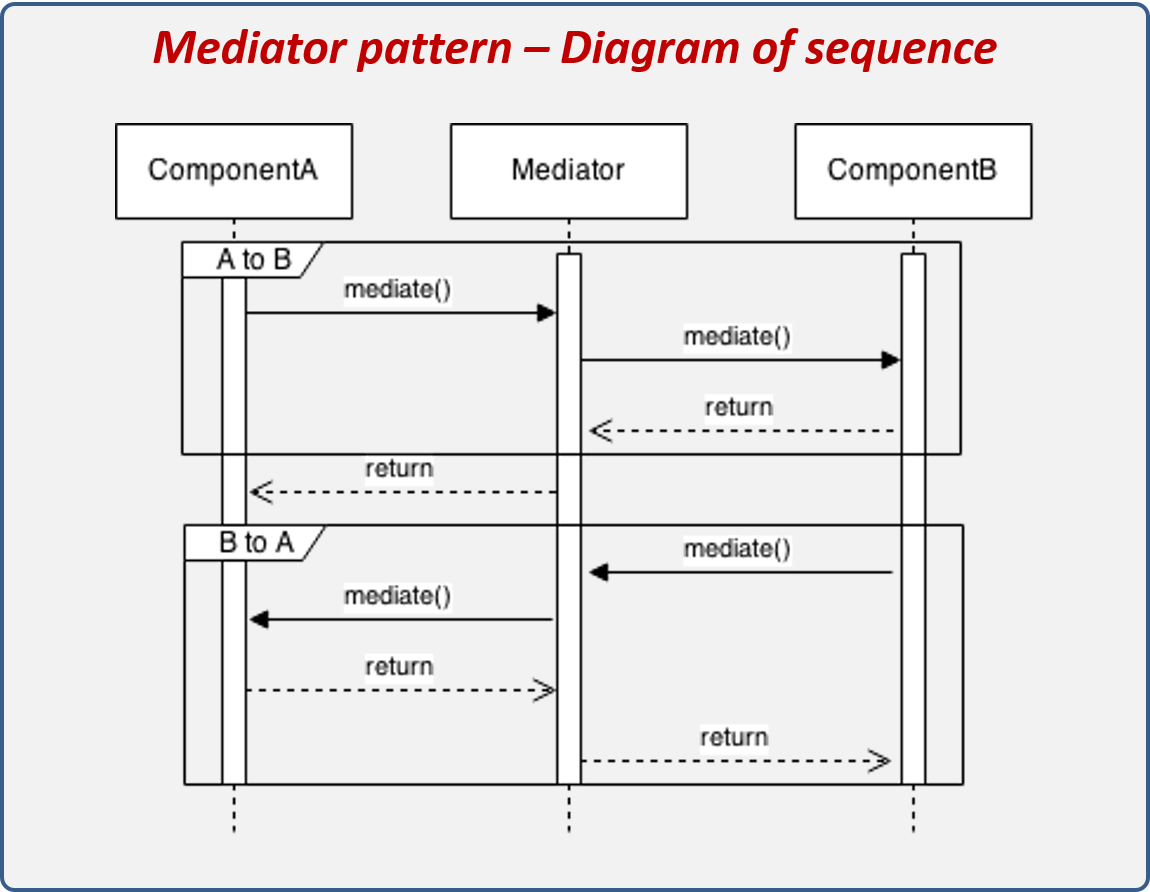 Mediator pattern – Diagram of sequence
ComponentA
Mediator
ComponentB
A to B
mediate()
mediate()
return
return
B to A
mediate()
mediate()
return
return